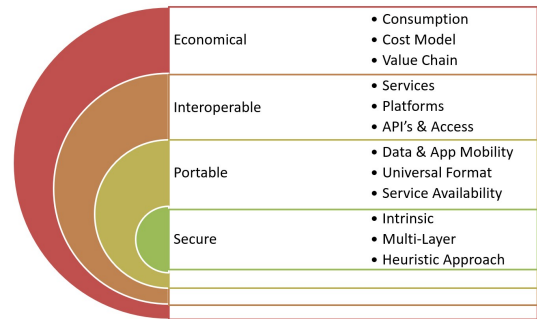 Economical
• Consumption
• Cost Model
• Value Chain
Interoperable
• Services
• Platforms
• API's & Access
Portable
• Data & App Mobility
• Universal Format
• Service Availability
Secure
• Intrinsic
• Multi-Layer
• Heuristic Approach